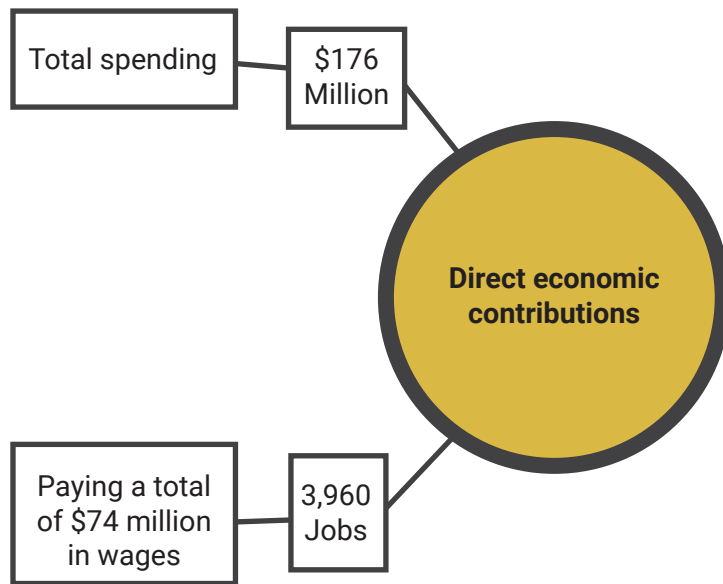 Total spending
$176
Million
Direct economic
contributions
Paying a total
of $74 million
in wages
3,960
Jobs